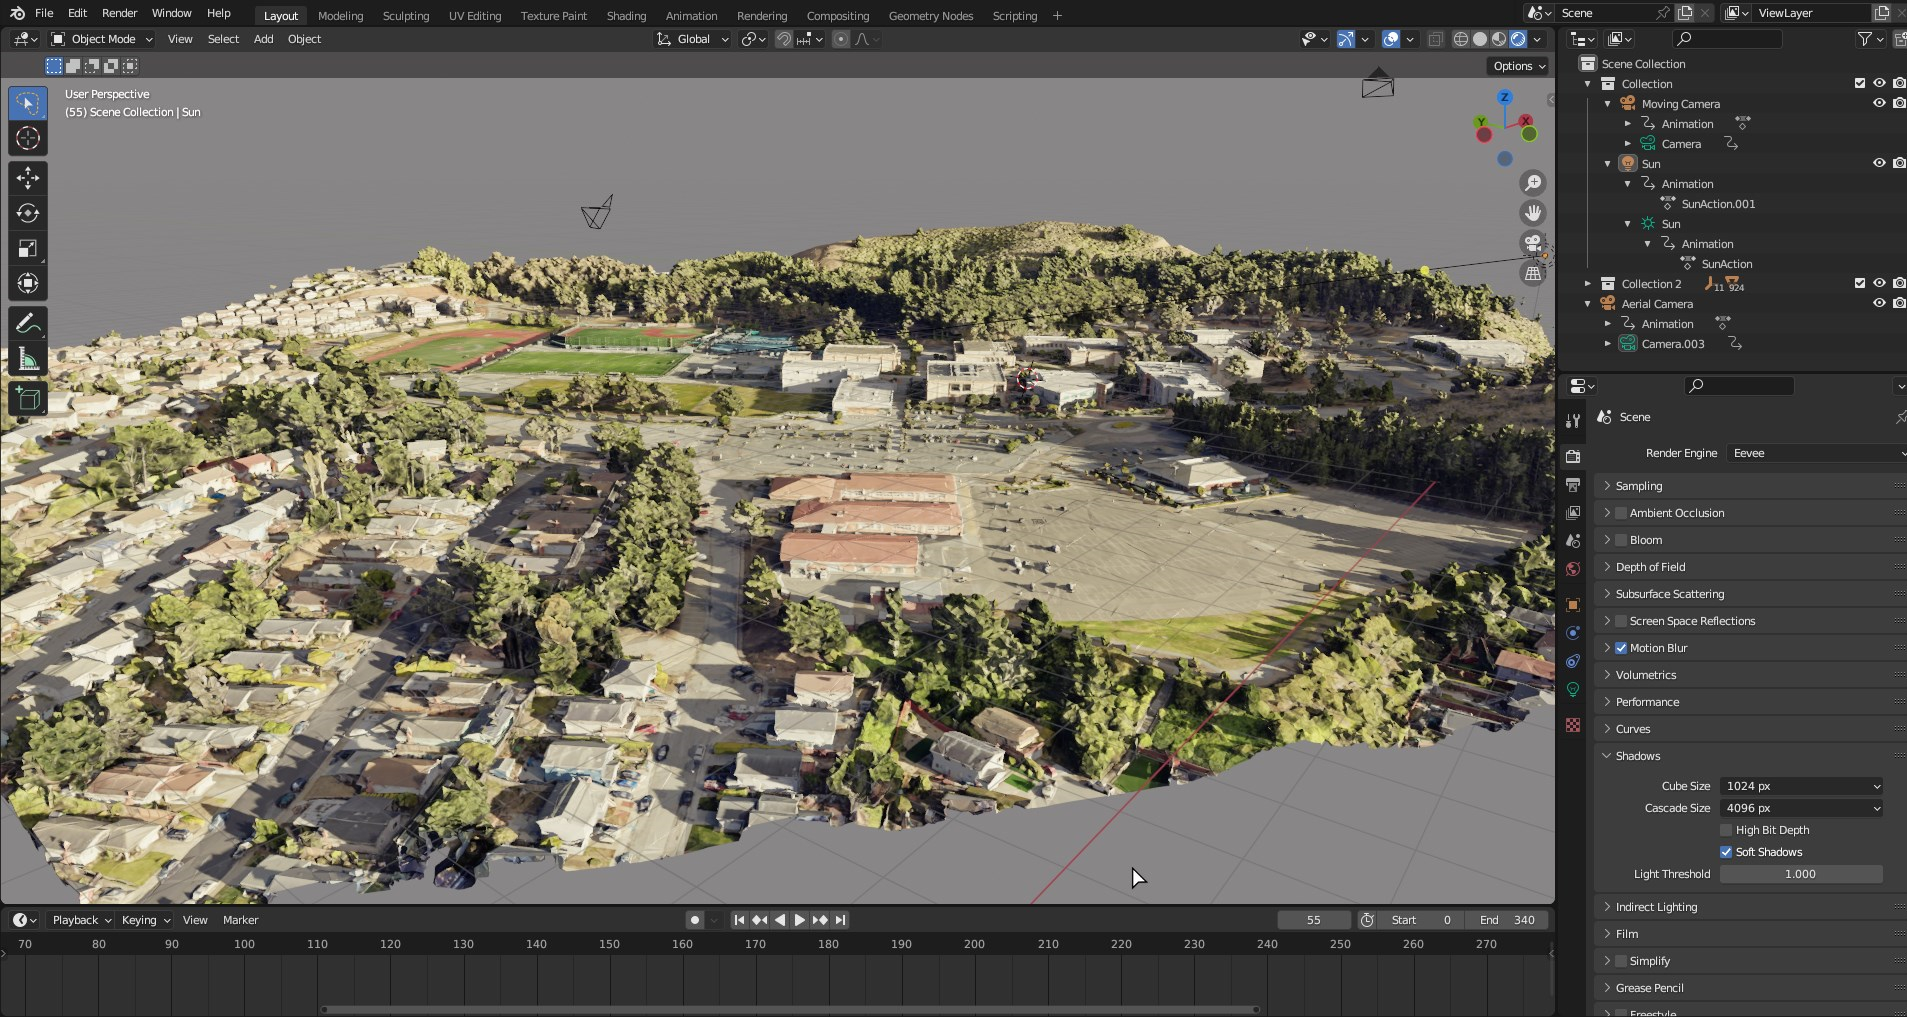 File Edit Render Window Help Layout Modeling Sculpting UV Editing Texture Paint Shading Animation Rendering Compositing Geometry Nodes Scripting + Scene ViewLayer
Object Mode View Select Add Object Global
Options
User Perspective
(55) Scene Collection | Sun
Z
Y X
Scene Collection
Collection
Moving Camera
Animation
Camera
Sun
Animation
SunAction.001
Sun
Animation
SunAction
Collection 2 11 924
Aerial Camera
Animation
Camera.003
Scene
Render Engine Eevee
Sampling
Ambient Occlusion
Bloom
Depth of Field
Subsurface Scattering
Screen Space Reflections
Motion Blur
Volumetrics
Performance
Curves
Shadows
Cube Size 1024 px
Cascade Size 4096 px
High Bit Depth
Soft Shadows
Light Threshold 1.000
Indirect Lighting
Film
Simplify
Grease Pencil
Freestyle
Playback Keying View Marker 55 Start 0 End 340
70 80 90 100 110 120 130 140 150 160 170 180 190 200 210 220 230 240 250 260 270